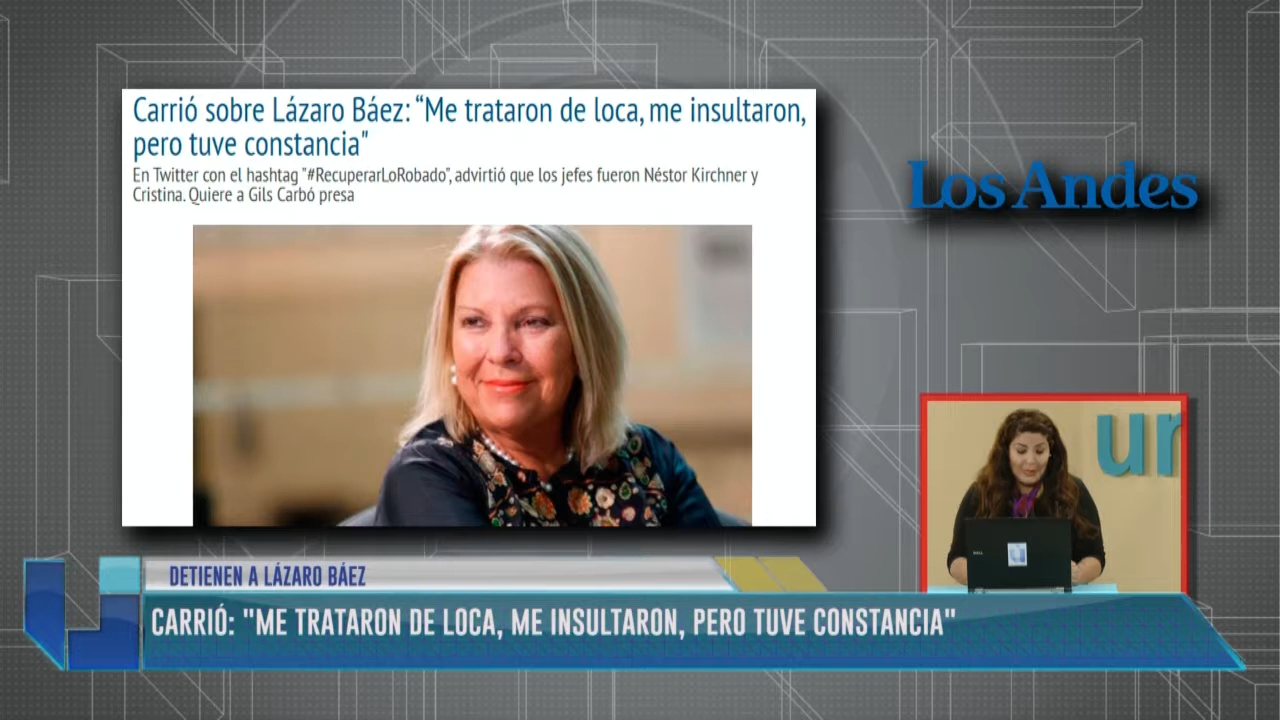 Carrió sobre Lázaro Báez: “Me trataron de loca, me insultaron,
pero tuve constancia"
En Twitter con el hashtag "#RecuperarLoRobado", advirtió que los jefes fueron Néstor Kirchner y
Cristina. Quiere a Gils Carbó presa
Los Andes
un
DELL
DETIENEN A LÁZARO BÁEZ
CARRIÓ: "ME TRATARON DE LOCA, ME INSULTARON, PERO TUVE CONSTANCIA"